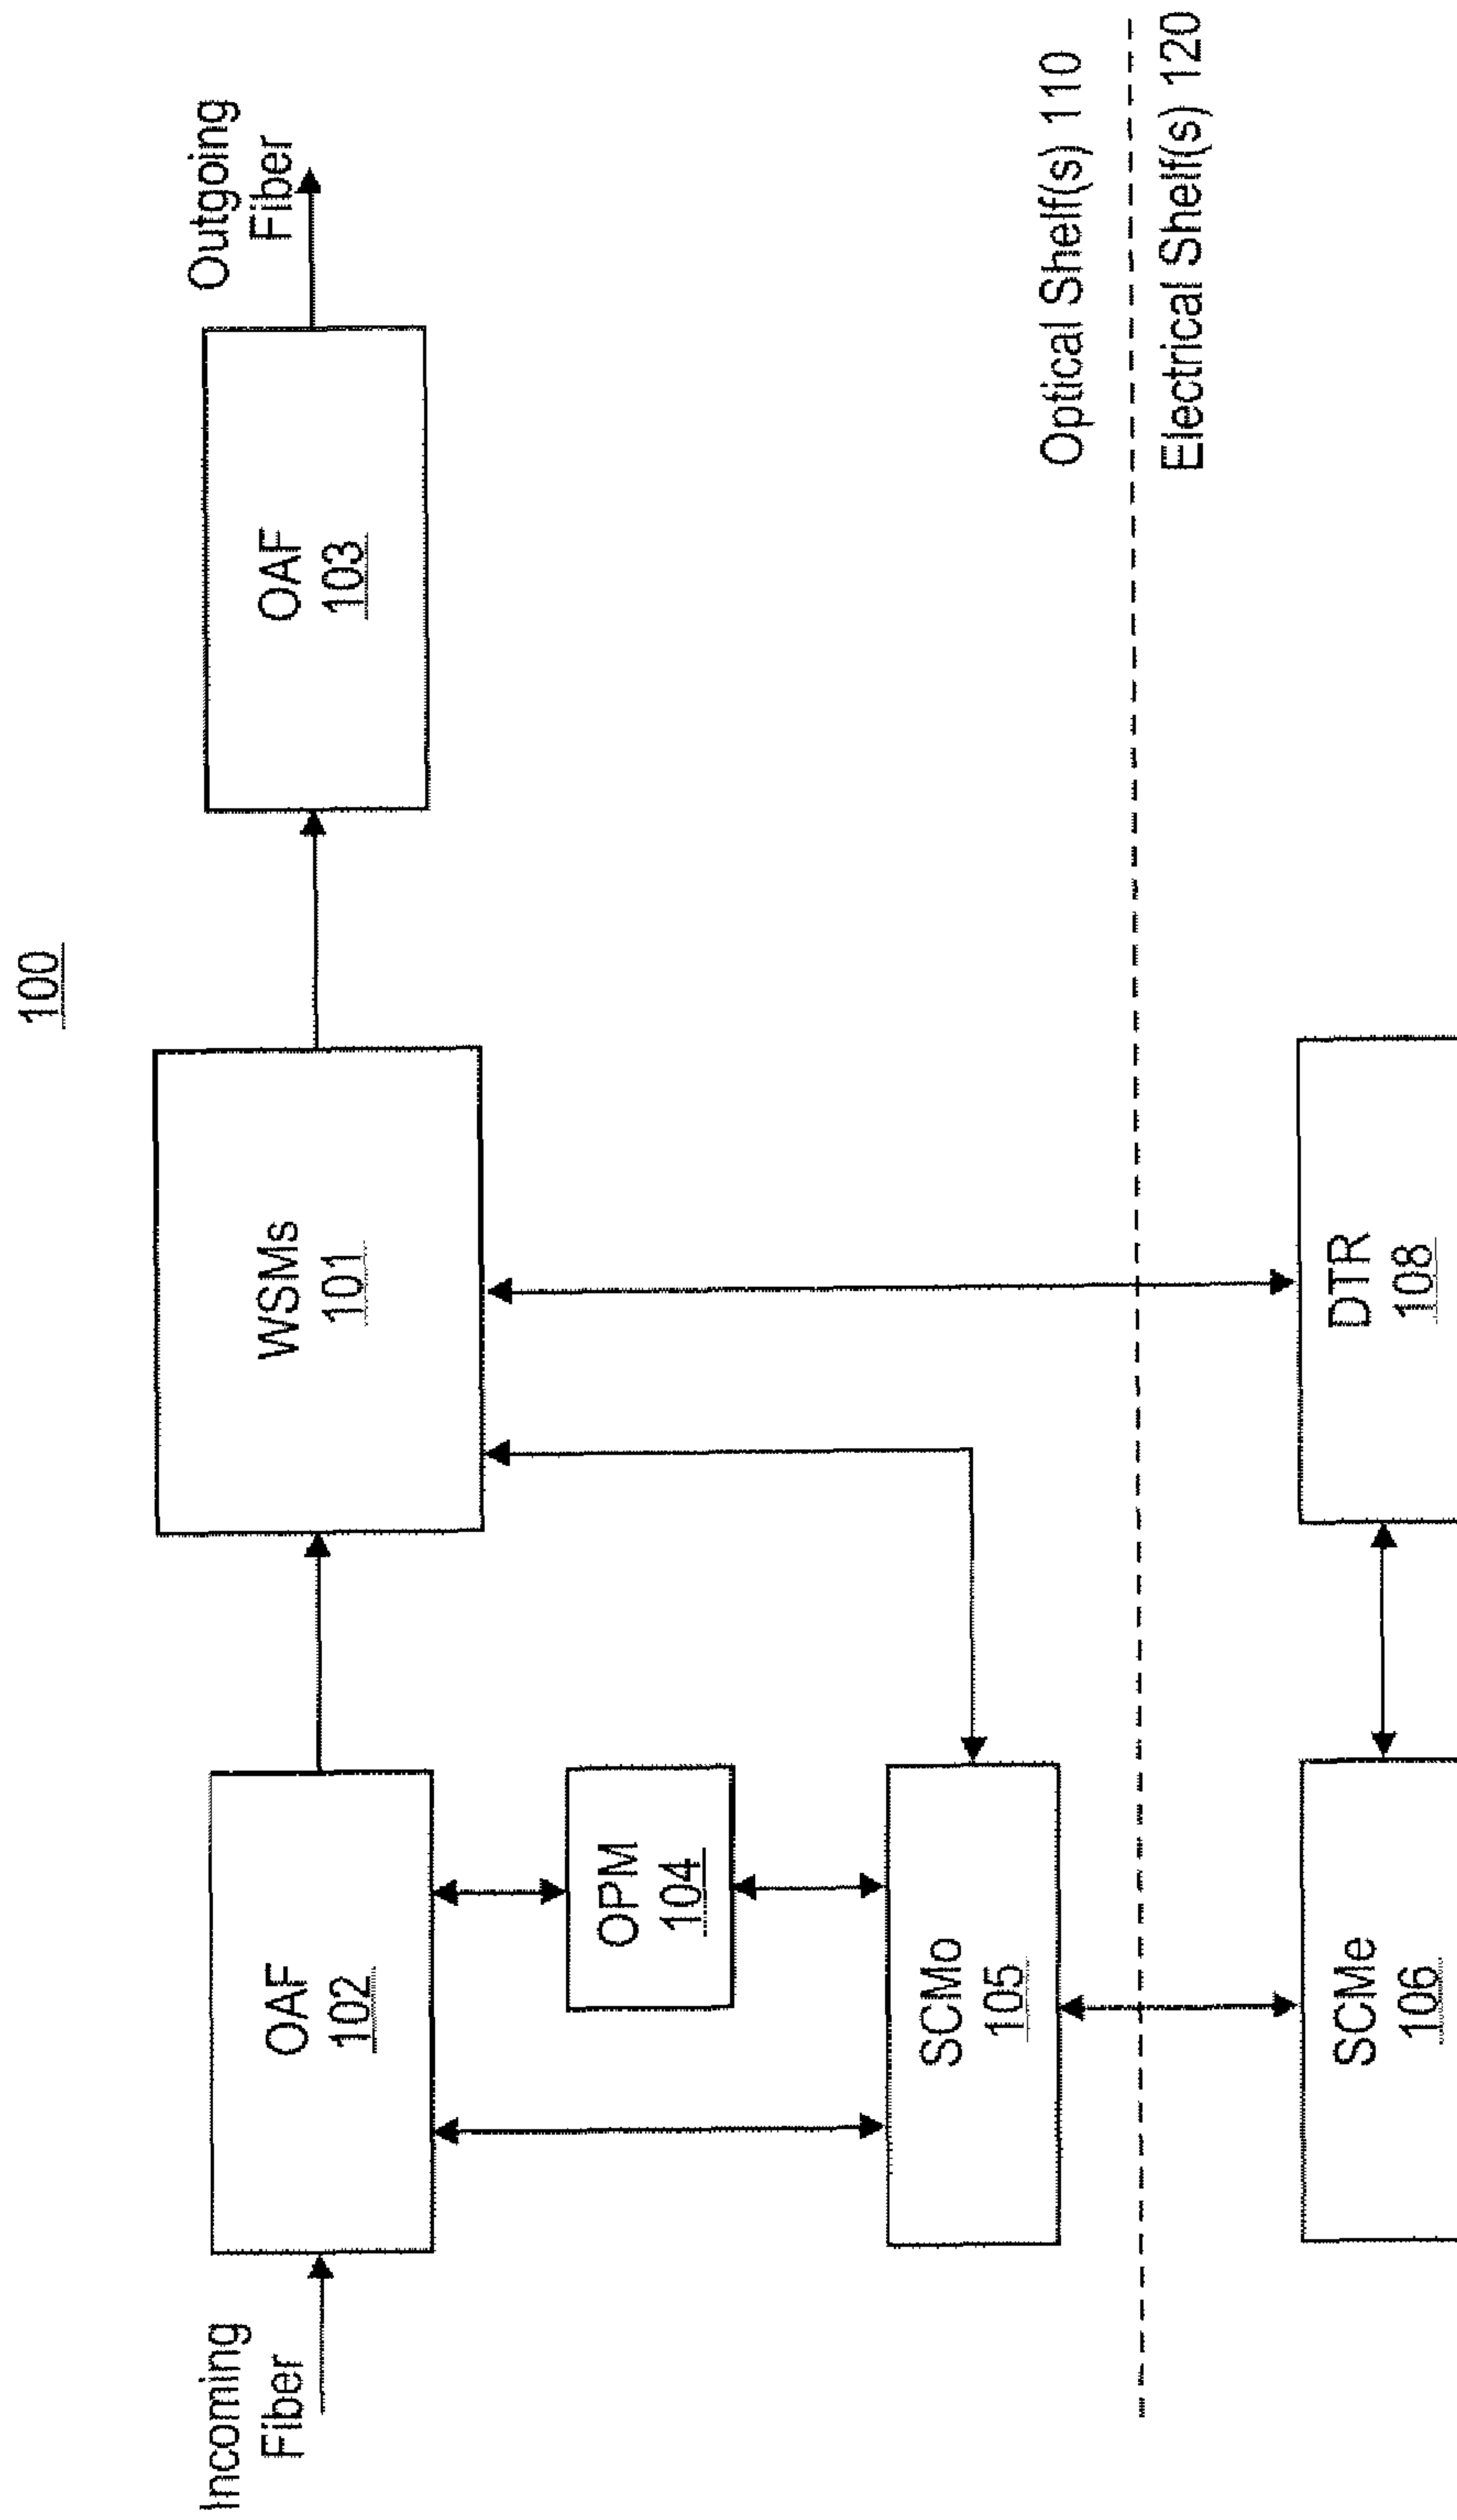 100
Incoming
Fiber
OAF
102
WSMs
101
OAF
103
Outgoing
Fiber
OPM
104
SCMo
105
Optical Shelf(s) 110
Electrical Shelf(s) 120
SCMe
106
DTR
108